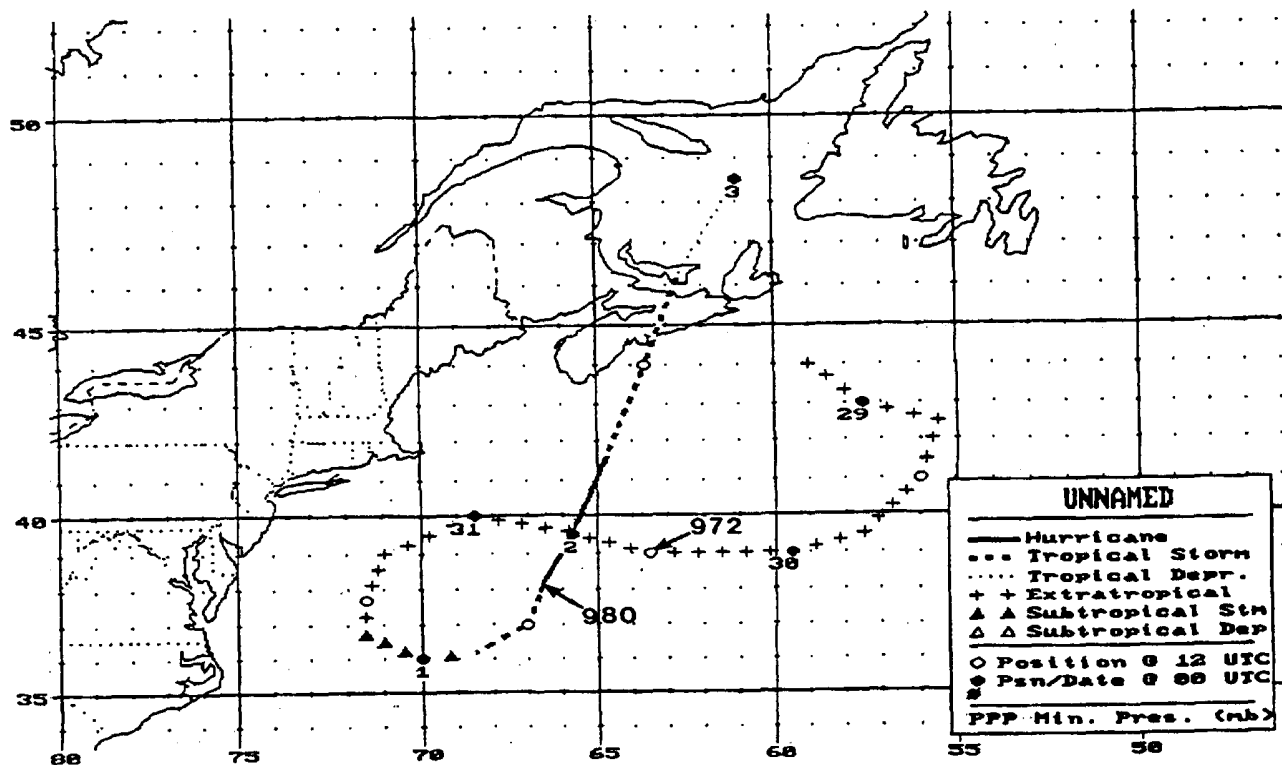 50
3
45
29
UNNAMED
Hurricane
Tropical Storm
Tropical Depr.
Extratropical
Subtropical Stm
Subtropical Dep
Position @ 12 UTC
Psn/Date @ 00 UTC
#
PPP Min. Pres. (mb)
40
31
2
972
30
980
1
35
80
75
70
65
60
55
50